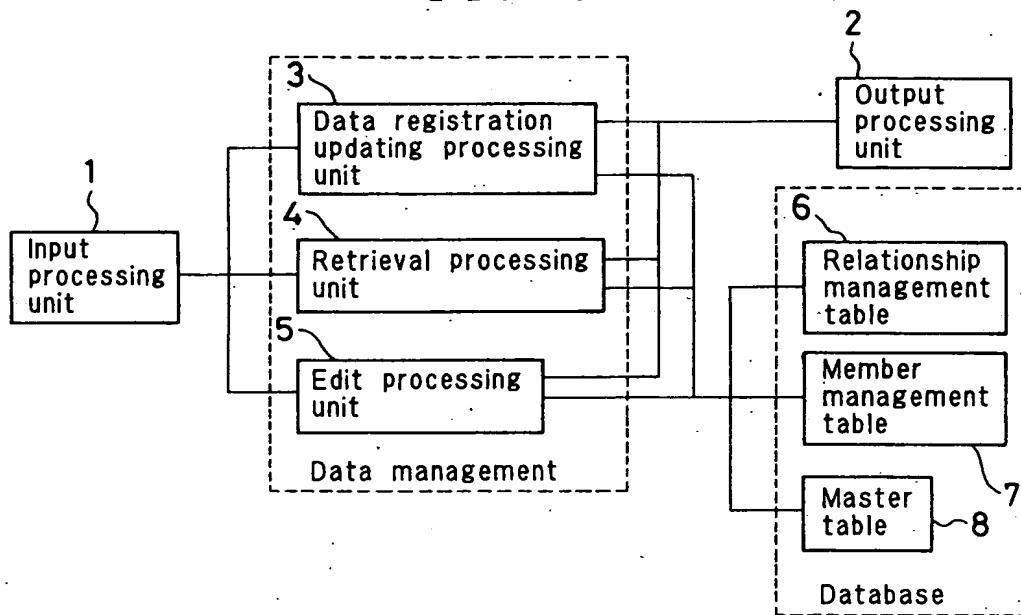 1
Input
processing
unit
3
Data registration
updating processing
unit
4
Retrieval processing
unit
5
Edit processing
unit
Data management
2
Output
processing
unit
6
Relationship
management
table
Member
management
table
7
Master
table
8
Database